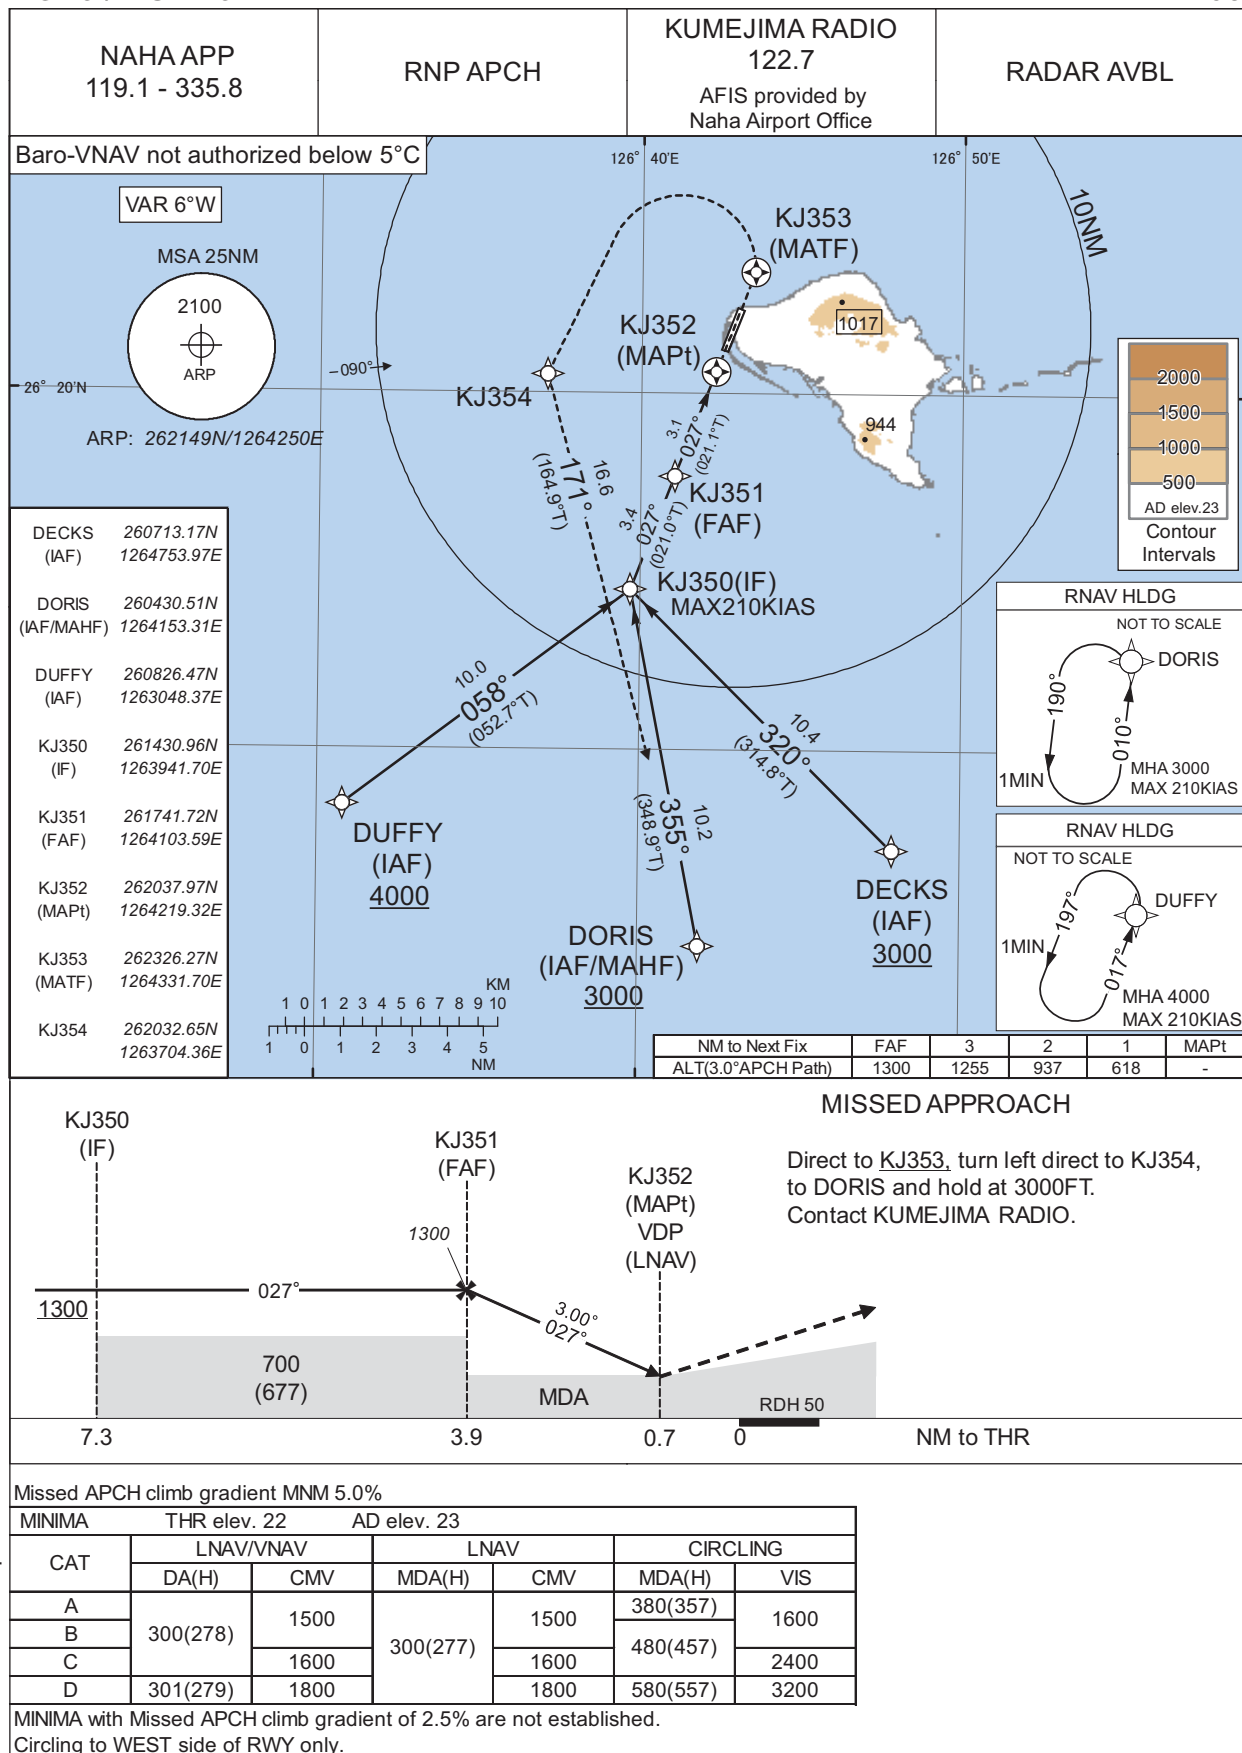 NAHA APP
119.1 - 335.8
RNP APCH
KUMEJIMA RADIO
122.7
AFIS provided by
Naha Airport Office
RADAR AVBL
Baro-VNAV not authorized below 5°C
126° 40'E
126° 50'E
VAR 6°W
10NM
MSA 25NM
2100
ARP
ARP: 262149N/1264250E
090°
26° 20'N
KJ353
(MATF)
KJ352
(MAPt)
1017
944
KJ354
3.1
027°
(021.1°T)
16.6
171°
(164.9°T)
KJ351
(FAF)
3.4
027°
(021.0°T)
KJ350(IF)
MAX210KIAS
2000
1500
1000
500
AD elev.23
Contour
Intervals
DECKS 260713.17N
(IAF) 1264753.97E
DORIS 260430.51N
(IAF/MAHF) 1264153.31E
DUFFY 260826.47N
(IAF) 1263048.37E
KJ350 261430.96N
(IF) 1263941.70E
KJ351 261741.72N
(FAF) 1264103.59E
KJ352 262037.97N
(MAPt) 1264219.32E
KJ353 262326.27N
(MATF) 1264331.70E
KJ354 262032.65N
1263704.36E
10.0
058°
(052.7°T)
10.4
320°
(314.8°T)
10.2
355°
(348.9°T)
DUFFY
(IAF)
4000
DORIS
(IAF/MAHF)
3000
DECKS
(IAF)
3000
RNAV HLDG
NOT TO SCALE
DORIS
190°
010°
1MIN
MHA 3000
MAX 210KIAS
RNAV HLDG
NOT TO SCALE
DUFFY
197°
017°
1MIN
MHA 4000
MAX 210KIAS
KM
1 0 1 2 3 4 5 6 7 8 9 10
1 0 1 2 3 4 5
NM
NM to Next Fix FAF 3 2 1 MAPt
ALT(3.0°APCH Path) 1300 1255 937 618 -
MISSED APPROACH
Direct to KJ353, turn left direct to KJ354,
to DORIS and hold at 3000FT.
Contact KUMEJIMA RADIO.
KJ350
(IF)
KJ351
(FAF)
KJ352
(MAPt)
VDP
(LNAV)
1300
027°
1300
3.00°
027°
700
(677)
MDA
RDH 50
7.3 3.9 0.7 0 NM to THR
Missed APCH climb gradient MNM 5.0%
MINIMA THR elev. 22 AD elev. 23
CAT LNAV/VNAV LNAV CIRCLING
DA(H) CMV MDA(H) CMV MDA(H) VIS
A 300(278) 1500 300(277) 1500 380(357) 1600
B 480(457)
C 1600 1600 2400
D 301(279) 1800 1800 580(557) 3200
MINIMA with Missed APCH climb gradient of 2.5% are not established.
Circling to WEST side of RWY only.